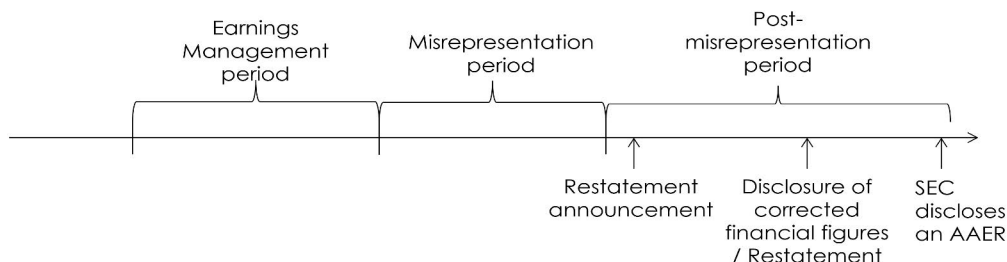 Earnings
Management
period
Misrepresentation
period
Post-
misrepresentation
period
Restatement
announcement
Disclosure of
corrected
financial figures
/ Restatement
SEC
discloses
an AAER